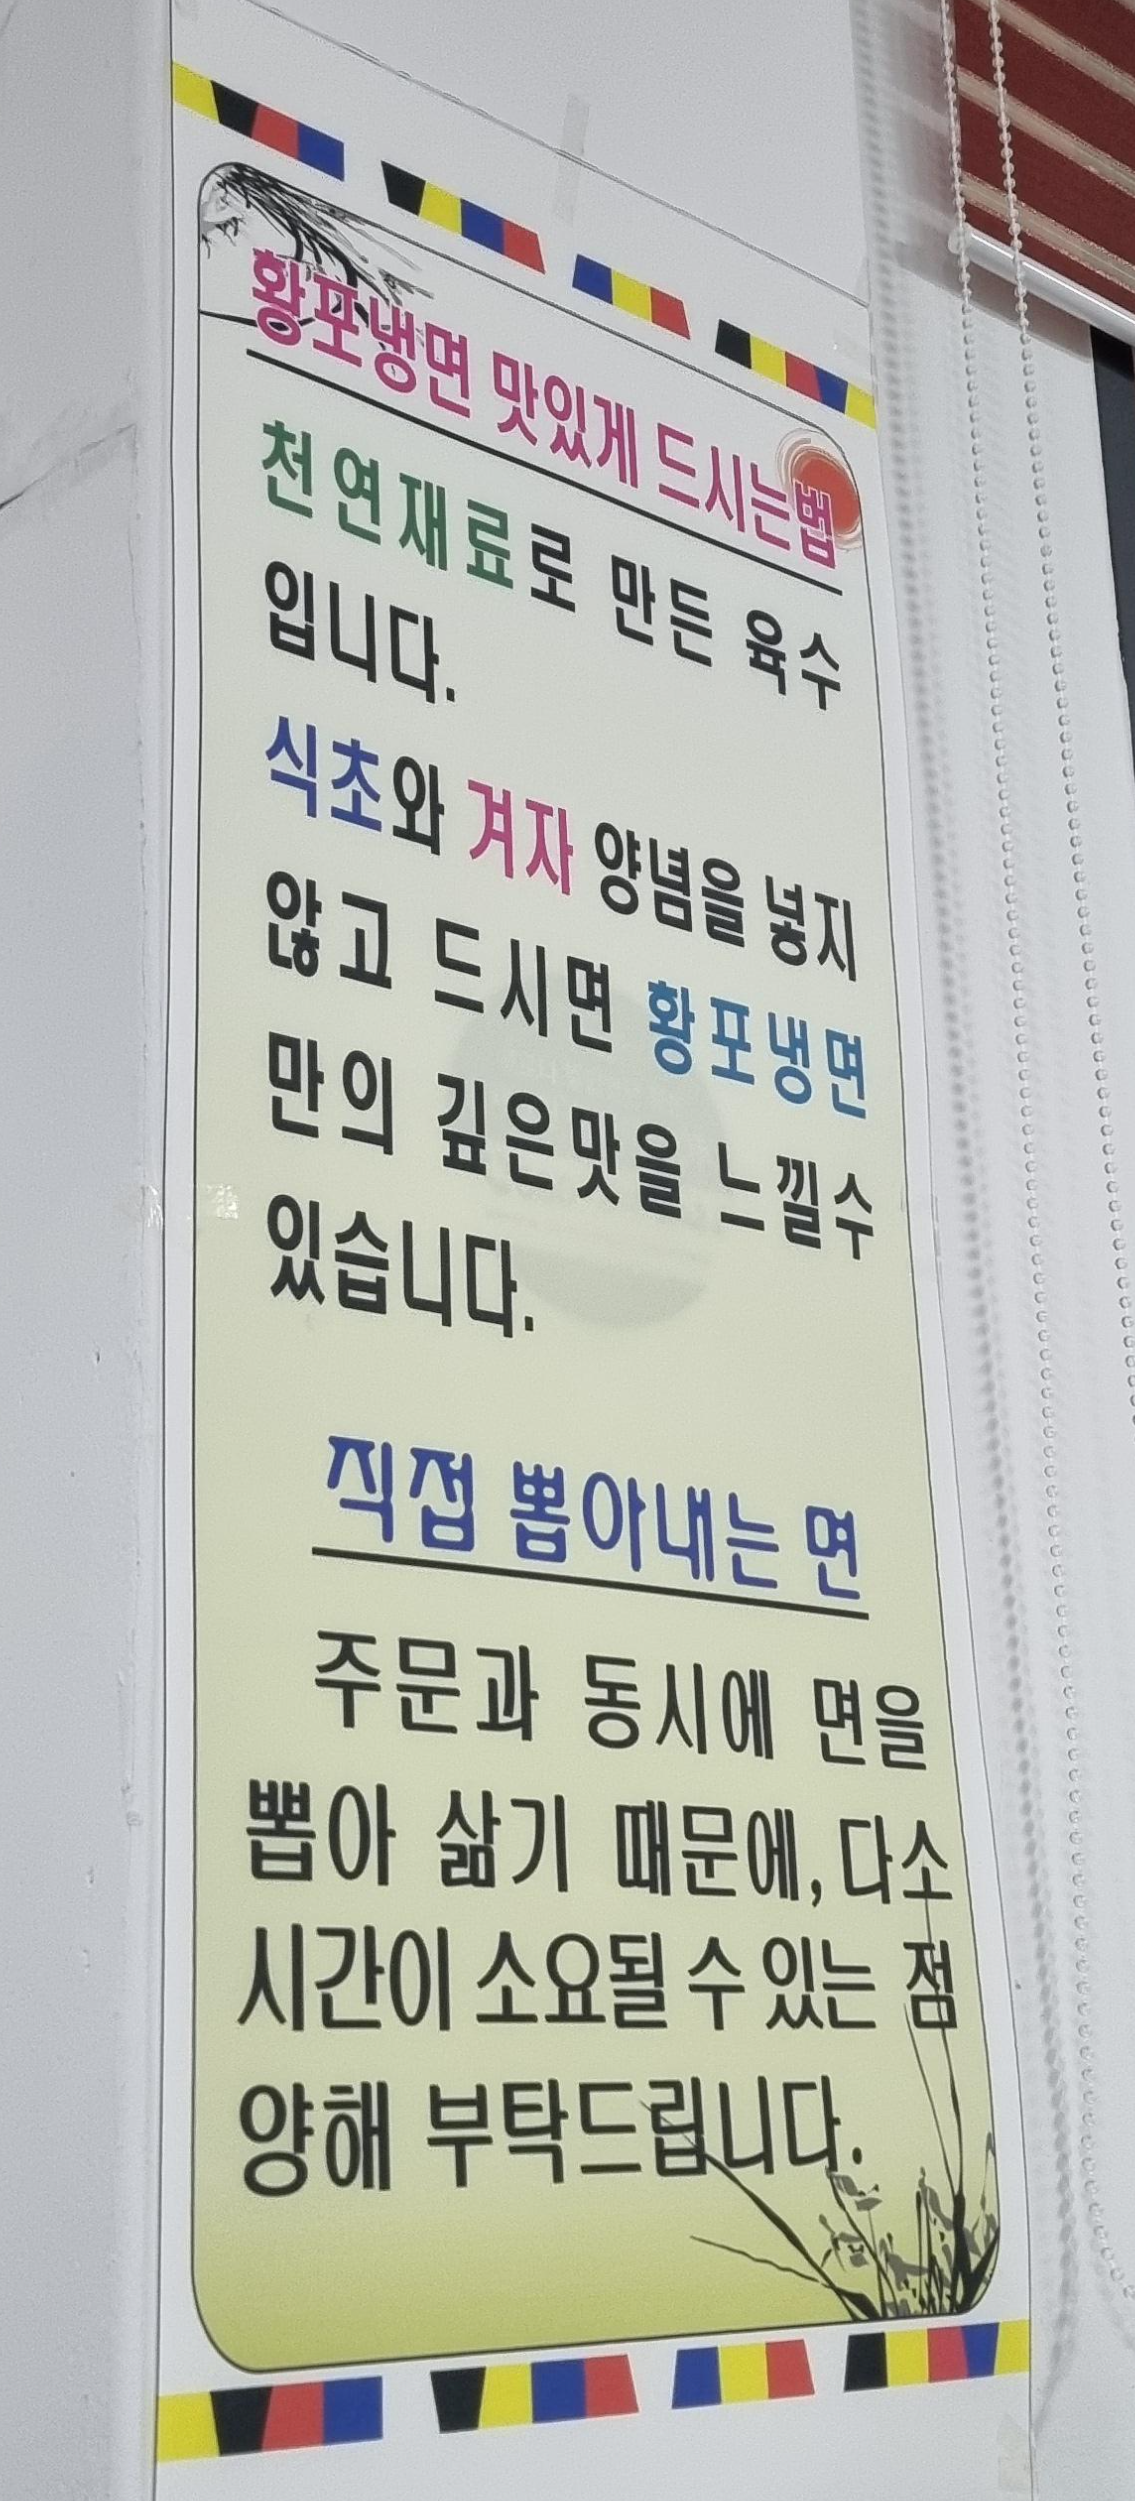 황포냉면 맛있게 드시는법
천연재료로 만든 육수
입니다.
식초와 겨자 양념을 넣지
않고 드시면 황포냉면
만의 깊은맛을 느낄수
있습니다.
직접 뽑아내는 면
주문과 동시에 면을
뽑아 삶기 때문에, 다소
시간이 소요될 수 있는 점
양해 부탁드립니다.